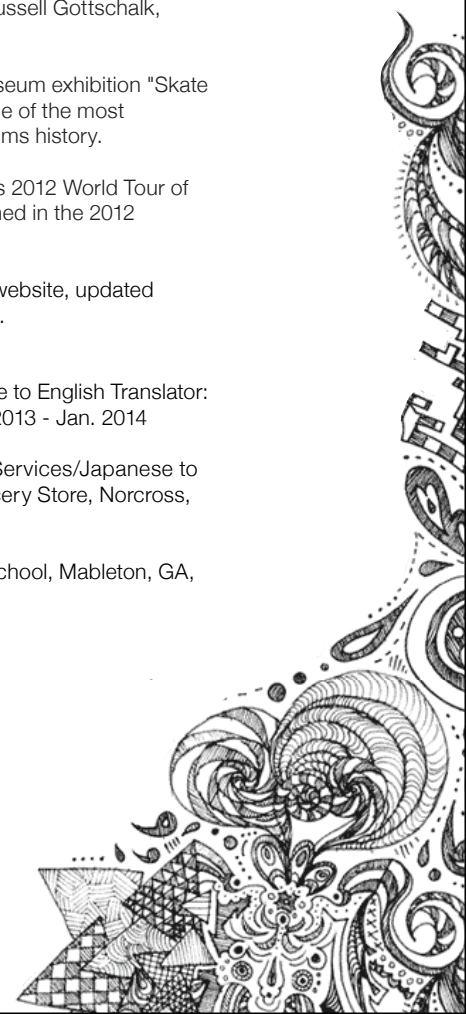 ussell Gottschalk,
seum exhibition "Skate
e of the most
ms history.
s 2012 World Tour of
ned in the 2012
website, updated
.
e to English Translator:
2013 - Jan. 2014
Services/Japanese to
ery Store, Norcross,
chool, Mableton, GA,